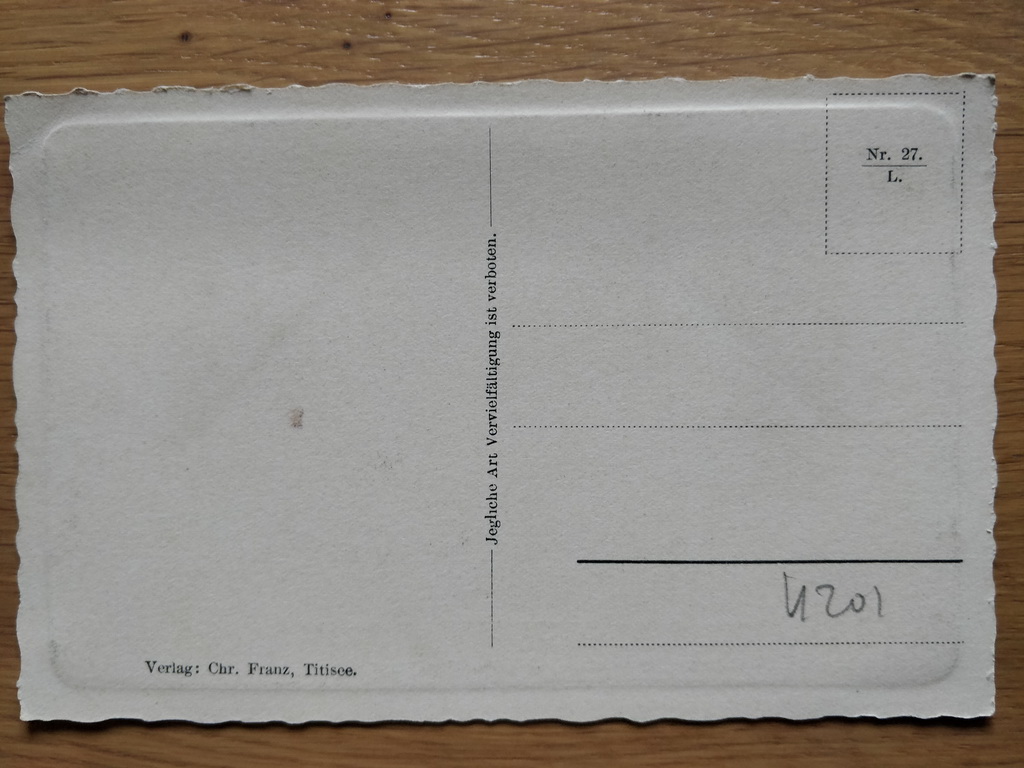 Nr. 27.
L.
Jegliche Art Vervielfältigung ist verboten.
4201
Verlag: Chr. Franz, Titisee.